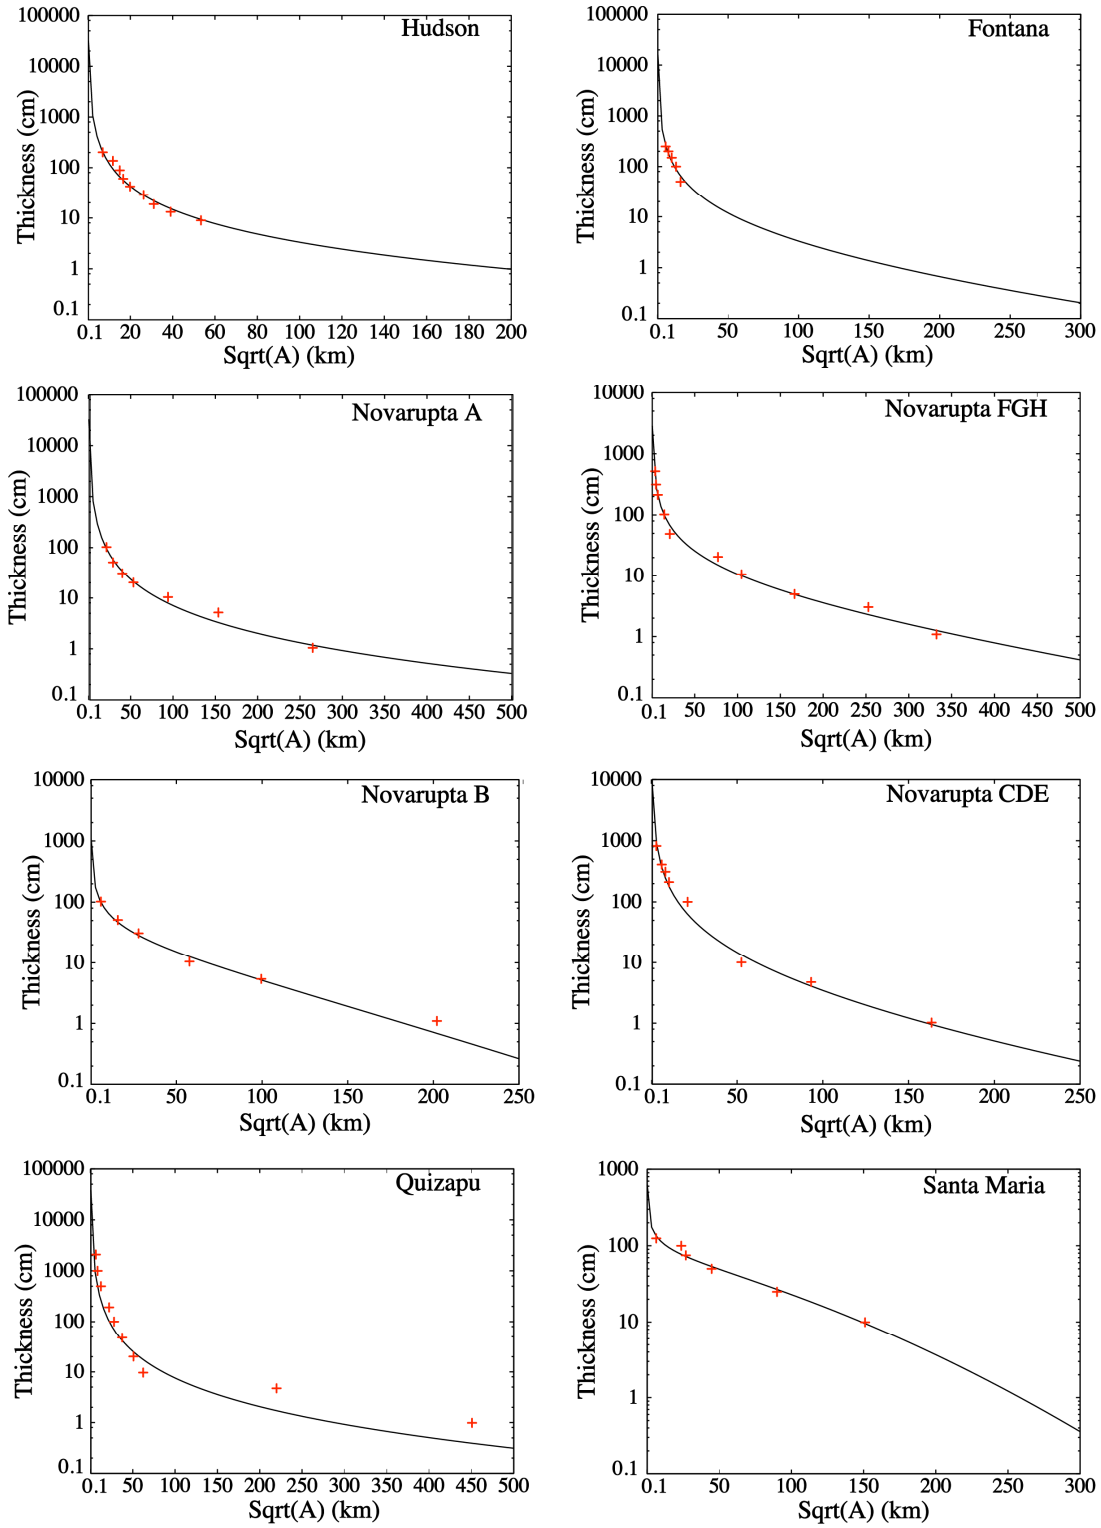 Hudson
Thickness (cm)
100000
10000
1000
100
10
1
0.1
0.1 20 40 60 80 100 120 140 160 180 200
Sqrt(A) (km)
Fontana
Thickness (cm)
100000
10000
1000
100
10
1
0.1
0.1 50 100 150 200 250 300
Sqrt(A) (km)
Novarupta A
Thickness (cm)
100000
10000
1000
100
10
1
0.1
0.1 50 100 150 200 250 300 350 400 450 500
Sqrt(A) (km)
Novarupta FGH
Thickness (cm)
10000
1000
100
10
1
0.1
0.1 50 100 150 200 250 300 350 400 450 500
Sqrt(A) (km)
Novarupta B
Thickness (cm)
10000
1000
100
10
1
0.1
0.1 50 100 150 200 250
Sqrt(A) (km)
Novarupta CDE
Thickness (cm)
10000
1000
100
10
1
0.1
0.1 50 100 150 200 250
Sqrt(A) (km)
Quizapu
Thickness (cm)
100000
10000
1000
100
10
1
0.1
0.1 50 100 150 200 250 300 350 400 450 500
Sqrt(A) (km)
Santa Maria
Thickness (cm)
1000
100
10
1
0.1
0.1 50 100 150 200 250 300
Sqrt(A) (km)